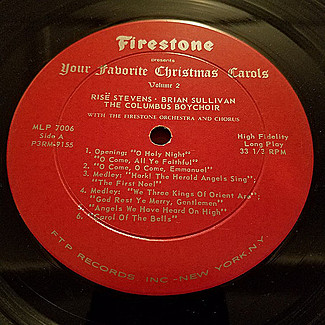 Firestone
presents
Your Favorite Christmas Carols
Volume 2
RISË STEVENS • BRIAN SULLIVAN
THE COLUMBUS BOYCHOIR
WITH THE FIRESTONE ORCHESTRA AND CHORUS
MLP 7006
Side A
P3RM-9155
High Fidelity
Long Play
33 1/3 RPM
1. Opening: "O Holy Night"
"O Come, All Ye Faithful"
2. "O Come, O Come, Emmanuel"
3. Medley: "Hark! The Herald Angels Sing";
"The First Noel"
4. Medley: "We Three Kings Of Orient Are";
"God Rest Ye Merry, Gentlemen"
5. "Angels We Have Heard On High"
6. "Carol Of The Bells"
F.T.P. RECORDS, INC.-NEW YORK, N.Y.